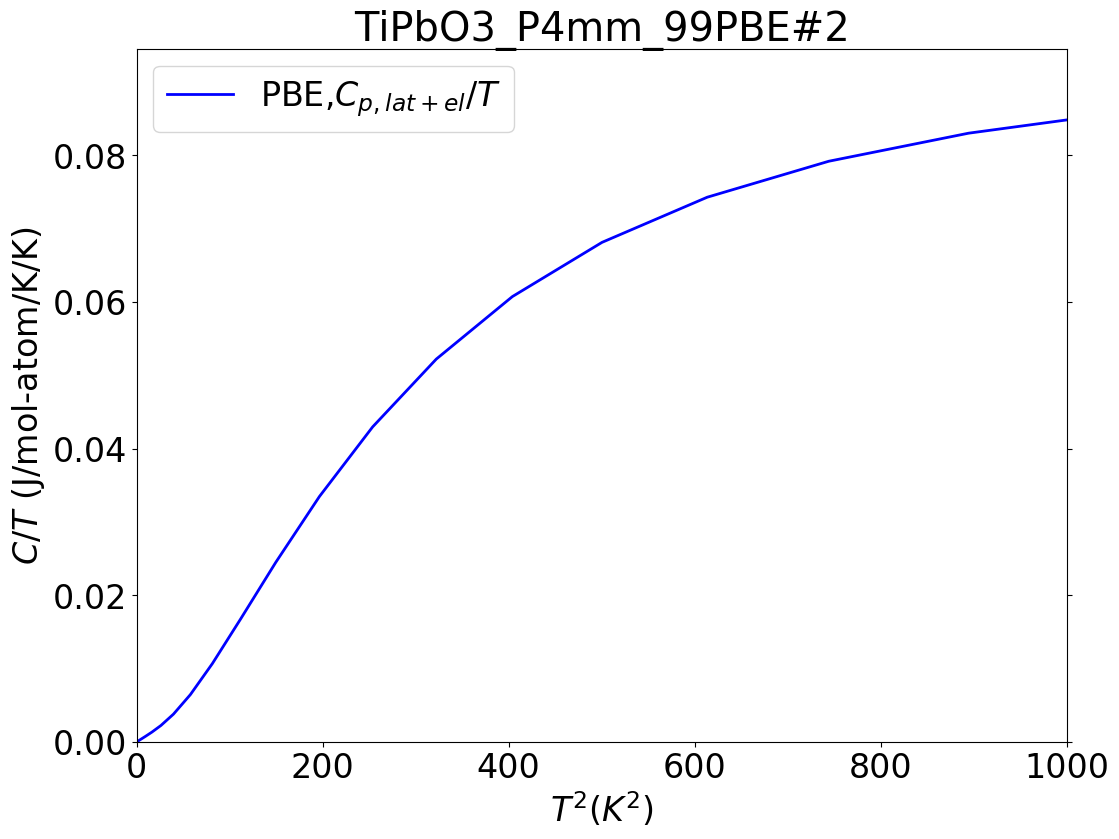 TiPbO3_P4mm_99PBE#2
PBE,$C_{p,lat+el}/T$
C/T (J/mol-atom/K/K)
0.08
0.06
0.04
0.02
0.00
0 200 400 600 800 1000
$T^2(K^2)$